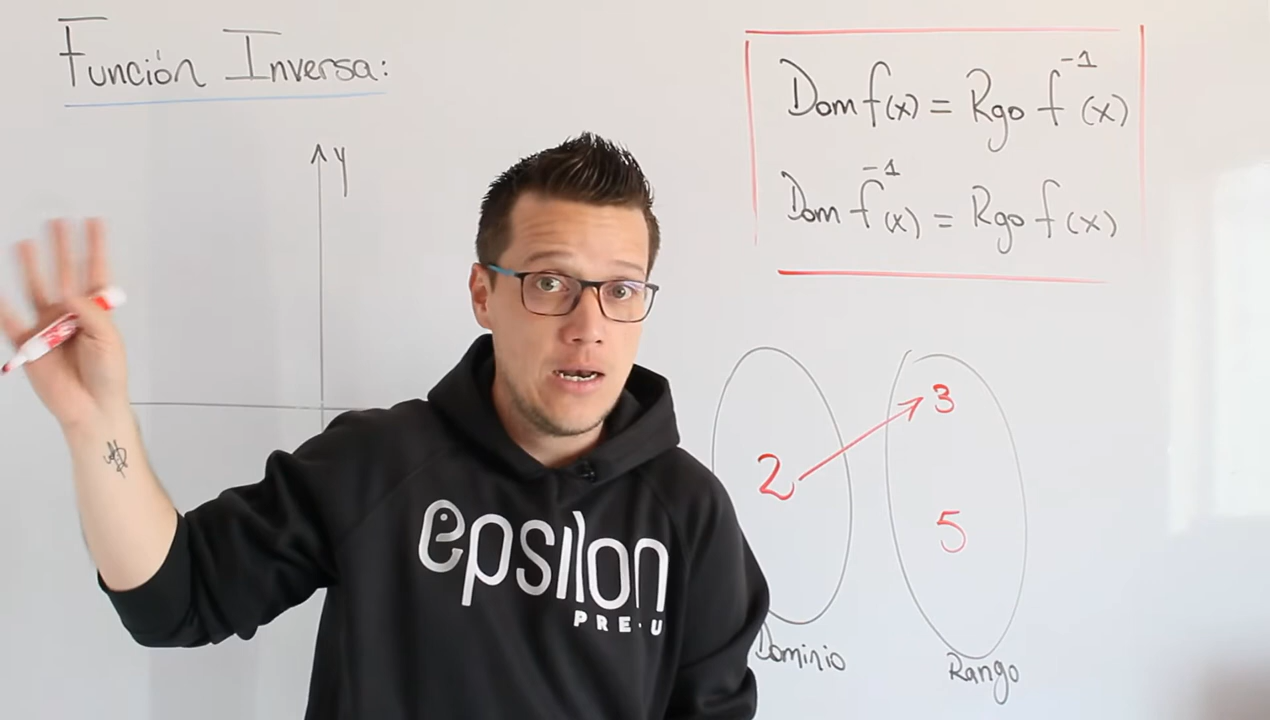 Función Inversa:
Dom f(x) = Rgo f⁻¹(x)
Dom f⁻¹(x) = Rgo f(x)
y
2
3
5
Dominio
Rango
epsilon
PRE-U